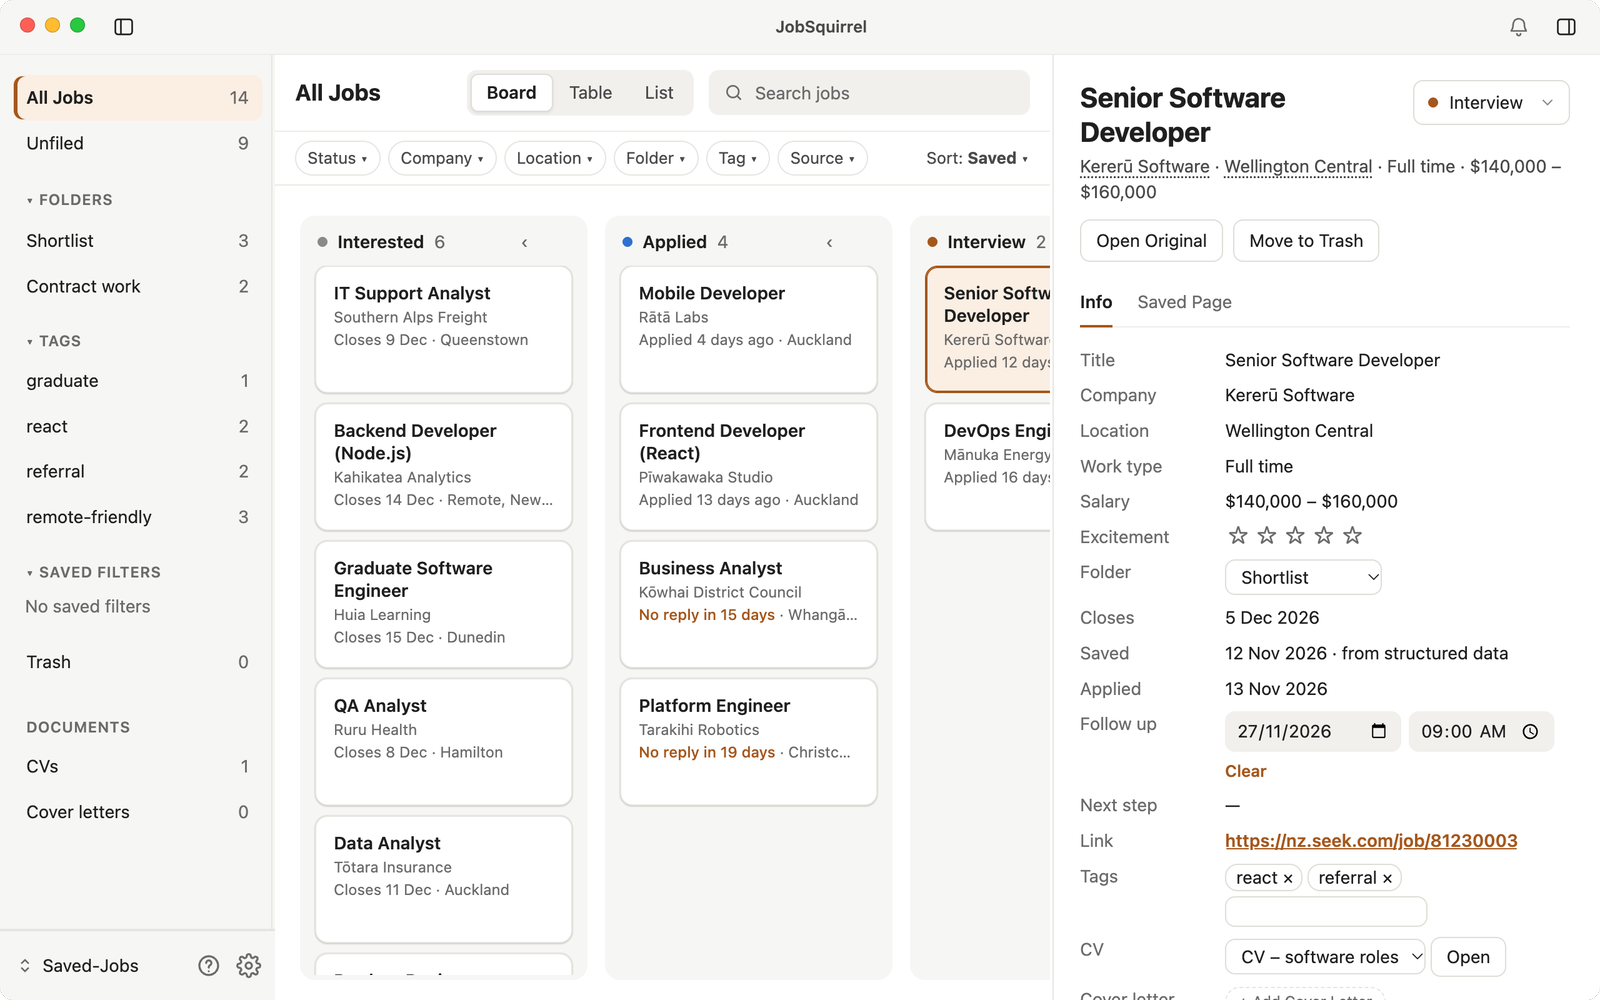 JobSquirrel
All Jobs 14
Unfiled 9
▾ FOLDERS
Shortlist 3
Contract work 2
▾ TAGS
graduate 1
react 2
referral 2
remote-friendly 3
▾ SAVED FILTERS
No saved filters
Trash 0
DOCUMENTS
CVs 1
Cover letters 0
Saved-Jobs
All Jobs
Board Table List
Search jobs
Status ▾ Company ▾ Location ▾ Folder ▾ Tag ▾ Source ▾
Sort: Saved ▾
Interested 6 ‹
IT Support Analyst
Southern Alps Freight
Closes 9 Dec · Queenstown
Backend Developer
(Node.js)
Kahikatea Analytics
Closes 14 Dec · Remote, New…
Graduate Software
Engineer
Huia Learning
Closes 15 Dec · Dunedin
QA Analyst
Ruru Health
Closes 8 Dec · Hamilton
Data Analyst
Tōtara Insurance
Closes 11 Dec · Auckland
Applied 4 ‹
Mobile Developer
Rātā Labs
Applied 4 days ago · Auckland
Frontend Developer
(React)
Pīwakawaka Studio
Applied 13 days ago · Auckland
Business Analyst
Kōwhai District Council
No reply in 15 days · Whangā…
Platform Engineer
Tarakihi Robotics
No reply in 19 days · Christc…
Interview 2
Senior Softw
Developer
Kererū Softwar
Applied 12 days
DevOps Engi
Mānuka Energy
Applied 16 days
Senior Software
Developer
Interview
Kererū Software · Wellington Central · Full time · $140,000 –
$160,000
Open Original Move to Trash
Info Saved Page
Title Senior Software Developer
Company Kererū Software
Location Wellington Central
Work type Full time
Salary $140,000 – $160,000
Excitement ☆ ☆ ☆ ☆ ☆
Folder Shortlist
Closes 5 Dec 2026
Saved 12 Nov 2026 · from structured data
Applied 13 Nov 2026
Follow up 27/11/2026 09:00 AM
Clear
Next step —
Link https://nz.seek.com/job/81230003
Tags react × referral ×
CV CV – software roles Open
Cover letter + Add Cover Letter